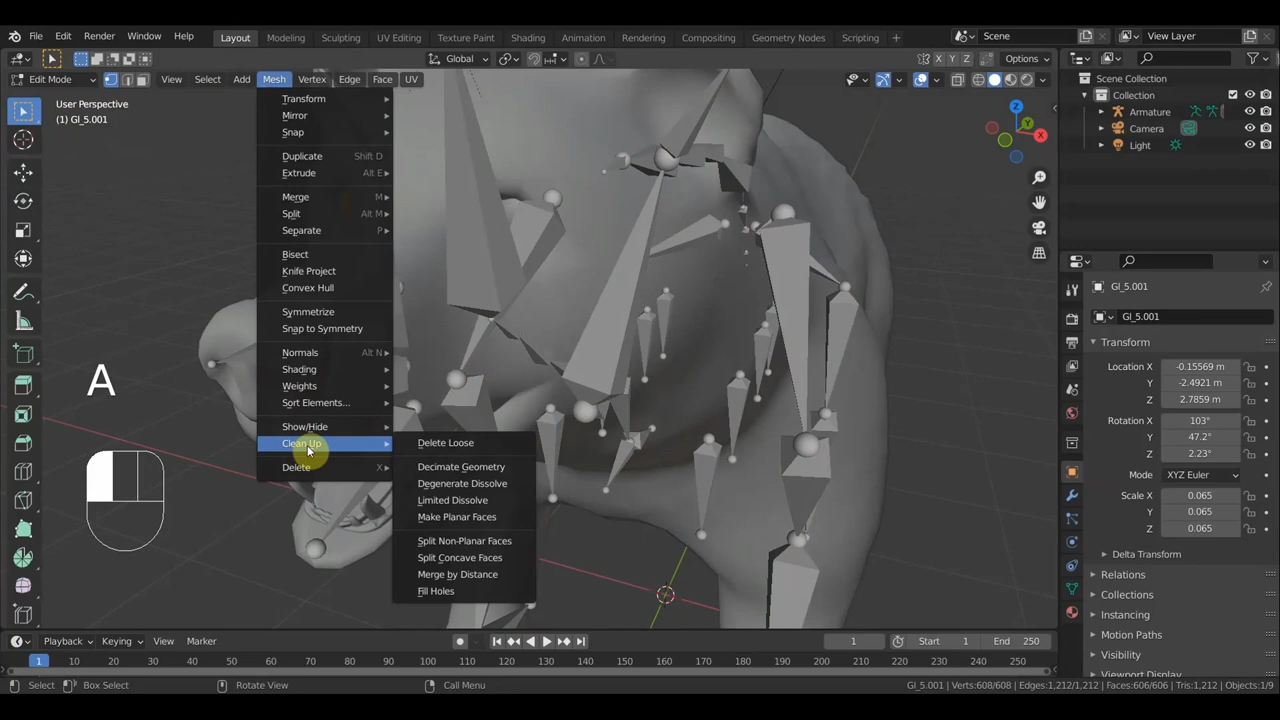 File Edit Render Window Help Layout Modeling Sculpting UV Editing Texture Paint Shading Animation Rendering Compositing Geometry Nodes Scripting + Scene View Layer
Global X Y Z Options
Edit Mode View Select Add Mesh Vertex Edge Face UV
User Perspective
(1) GI_5.001
Transform
Mirror
Snap
Duplicate Shift D
Extrude Alt E
Merge M
Split Alt M
Separate P
Bisect
Knife Project
Convex Hull
Symmetrize
Snap to Symmetry
Normals Alt N
Shading
Weights
Sort Elements...
Show/Hide
Clean Up
Delete X
Delete Loose
Decimate Geometry
Degenerate Dissolve
Limited Dissolve
Make Planar Faces
Split Non-Planar Faces
Split Concave Faces
Merge by Distance
Fill Holes
A
Z
Y
X
Scene Collection
Collection
Armature
Camera
Light
GI_5.001
GI_5.001
Transform
Location X -0.15569 m
Y -2.4921 m
Z 2.7859 m
Rotation X 103°
Y 47.2°
Z 2.23°
Mode XYZ Euler
Scale X 0.065
Y 0.065
Z 0.065
Delta Transform
Relations
Collections
Instancing
Motion Paths
Visibility
Viewport Display
Playback Keying View Marker 1 Start 1 End 250
1 10 20 30 40 50 60 70 80 90 100 110 120 130 140 150 160 170 180 190 200 210 220 230 240 250
Select Box Select Rotate View Call Menu GI_5.001 | Verts:608/608 | Edges:1,212/1,212 | Faces:606/606 | Tris:1,212 | Objects:1/9